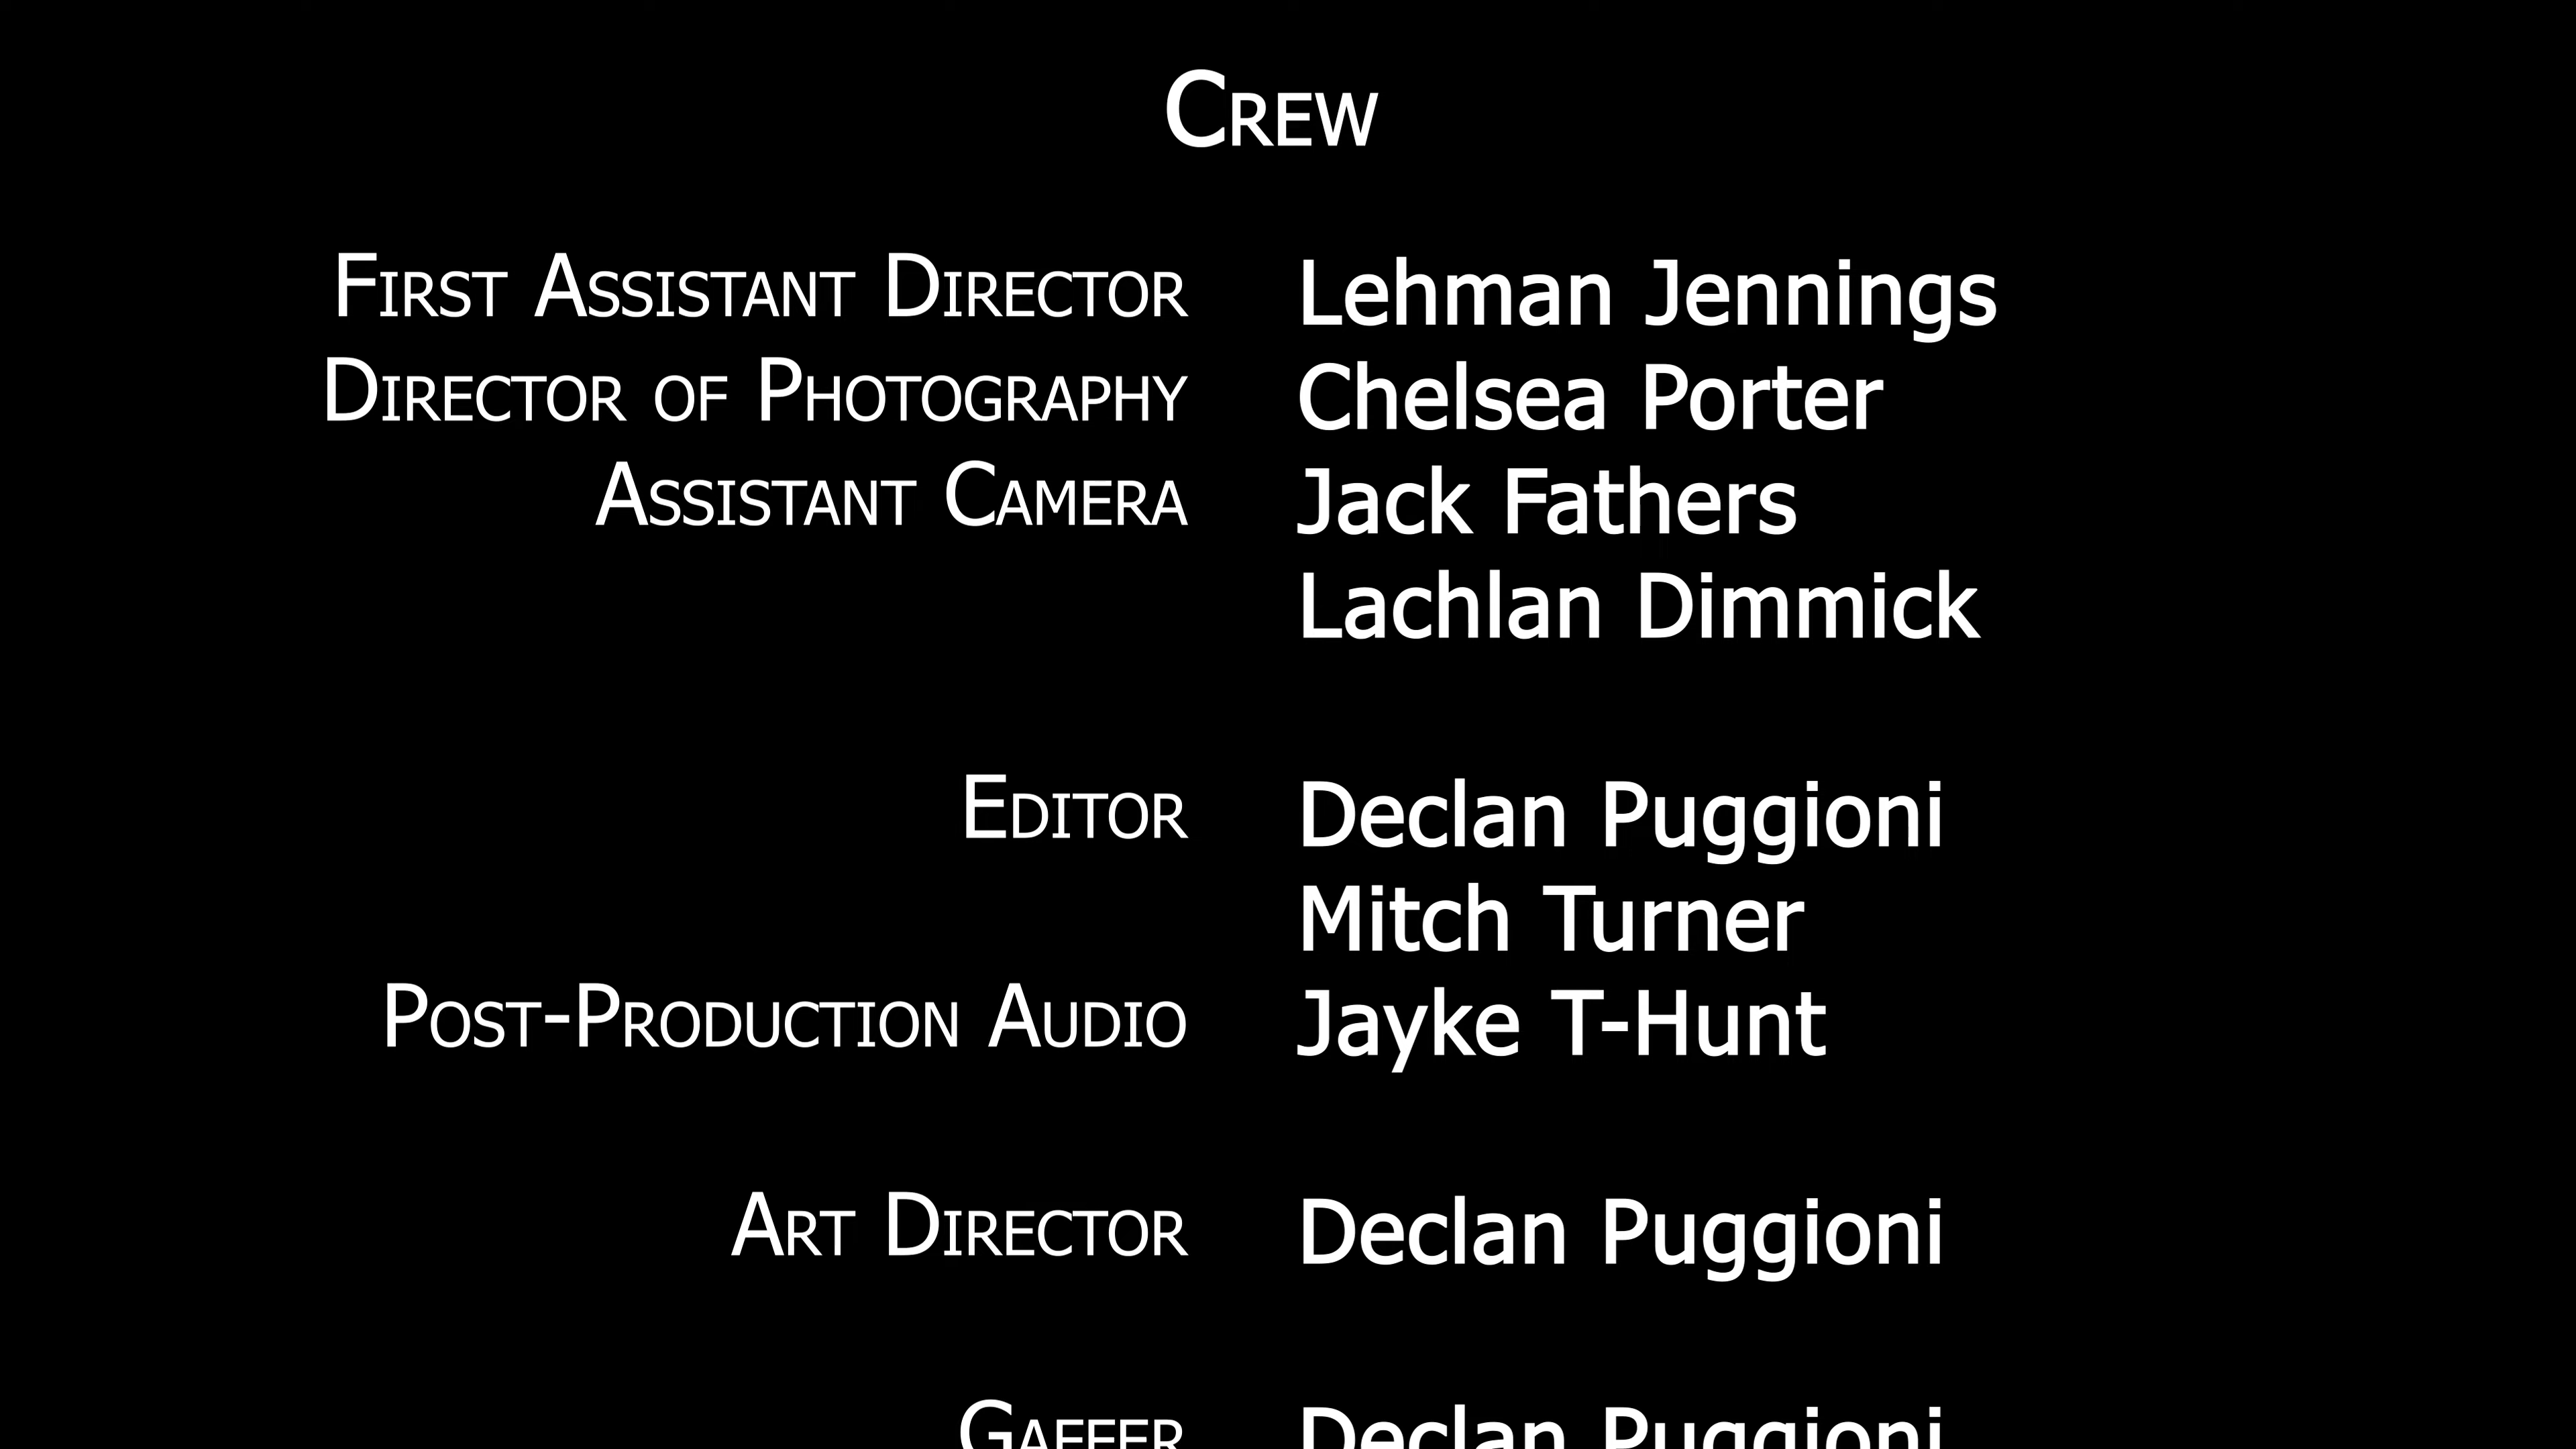 Crew
First Assistant Director Lehman Jennings
Director of Photography Chelsea Porter
Assistant Camera Jack Fathers
Lachlan Dimmick
Editor Declan Puggioni
Mitch Turner
Post-Production Audio Jayke T-Hunt
Art Director Declan Puggioni
Gaffer Declan Puggioni